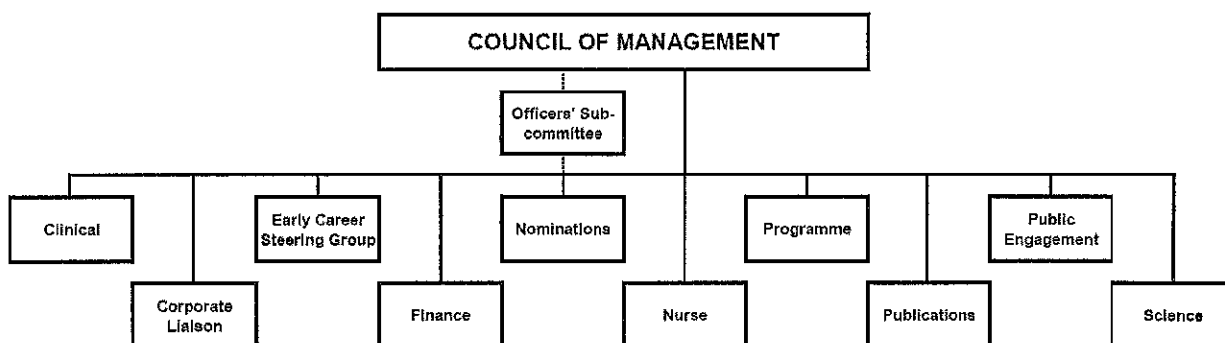 COUNCIL OF MANAGEMENT
Officers' Sub-
committee
Clinical
Early Career
Steering Group
Nominations
Programme
Public
Engagement
Corporate
Liaison
Finance
Nurse
Publications
Science